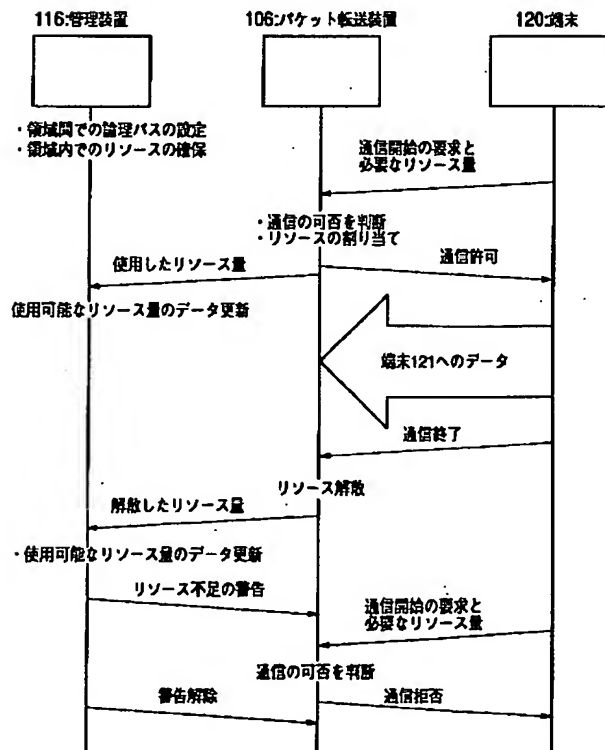 116:管理装置
106:パケット転送装置
120:端末
・領域間での論理パスの設定
・領域内でのリソースの確保
通信開始の要求と
必要なリソース量
・通信の可否を判断
・リソースの割り当て
通信許可
使用したリソース量
使用可能なリソース量のデータ更新
端末121へのデータ
通信終了
リソース解散
解散したリソース量
・使用可能なリソース量のデータ更新
リソース不足の警告
通信開始の要求と
必要なリソース量
通信の可否を判断
警告解除
通信拒否